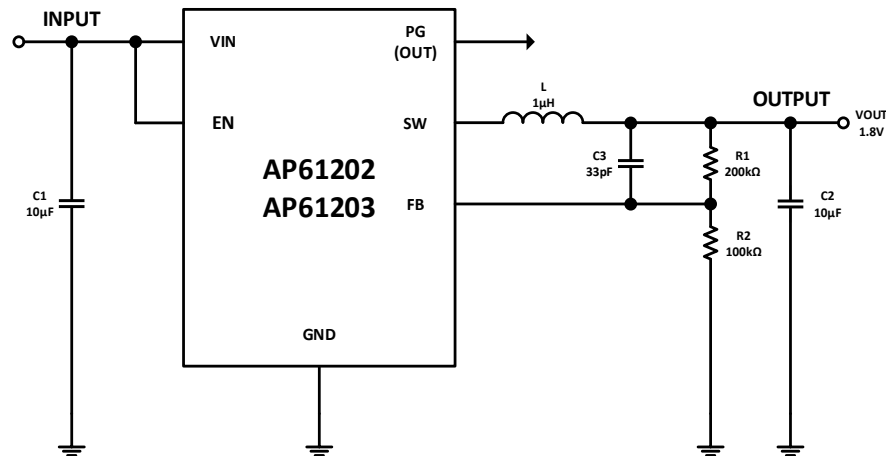 INPUT
VIN
PG
(OUT)
L
1µH
EN
SW
OUTPUT
VOUT
1.8V
C3
33pF
R1
200kΩ
AP61202
AP61203
FB
C1
10µF
C2
10µF
R2
100kΩ
GND